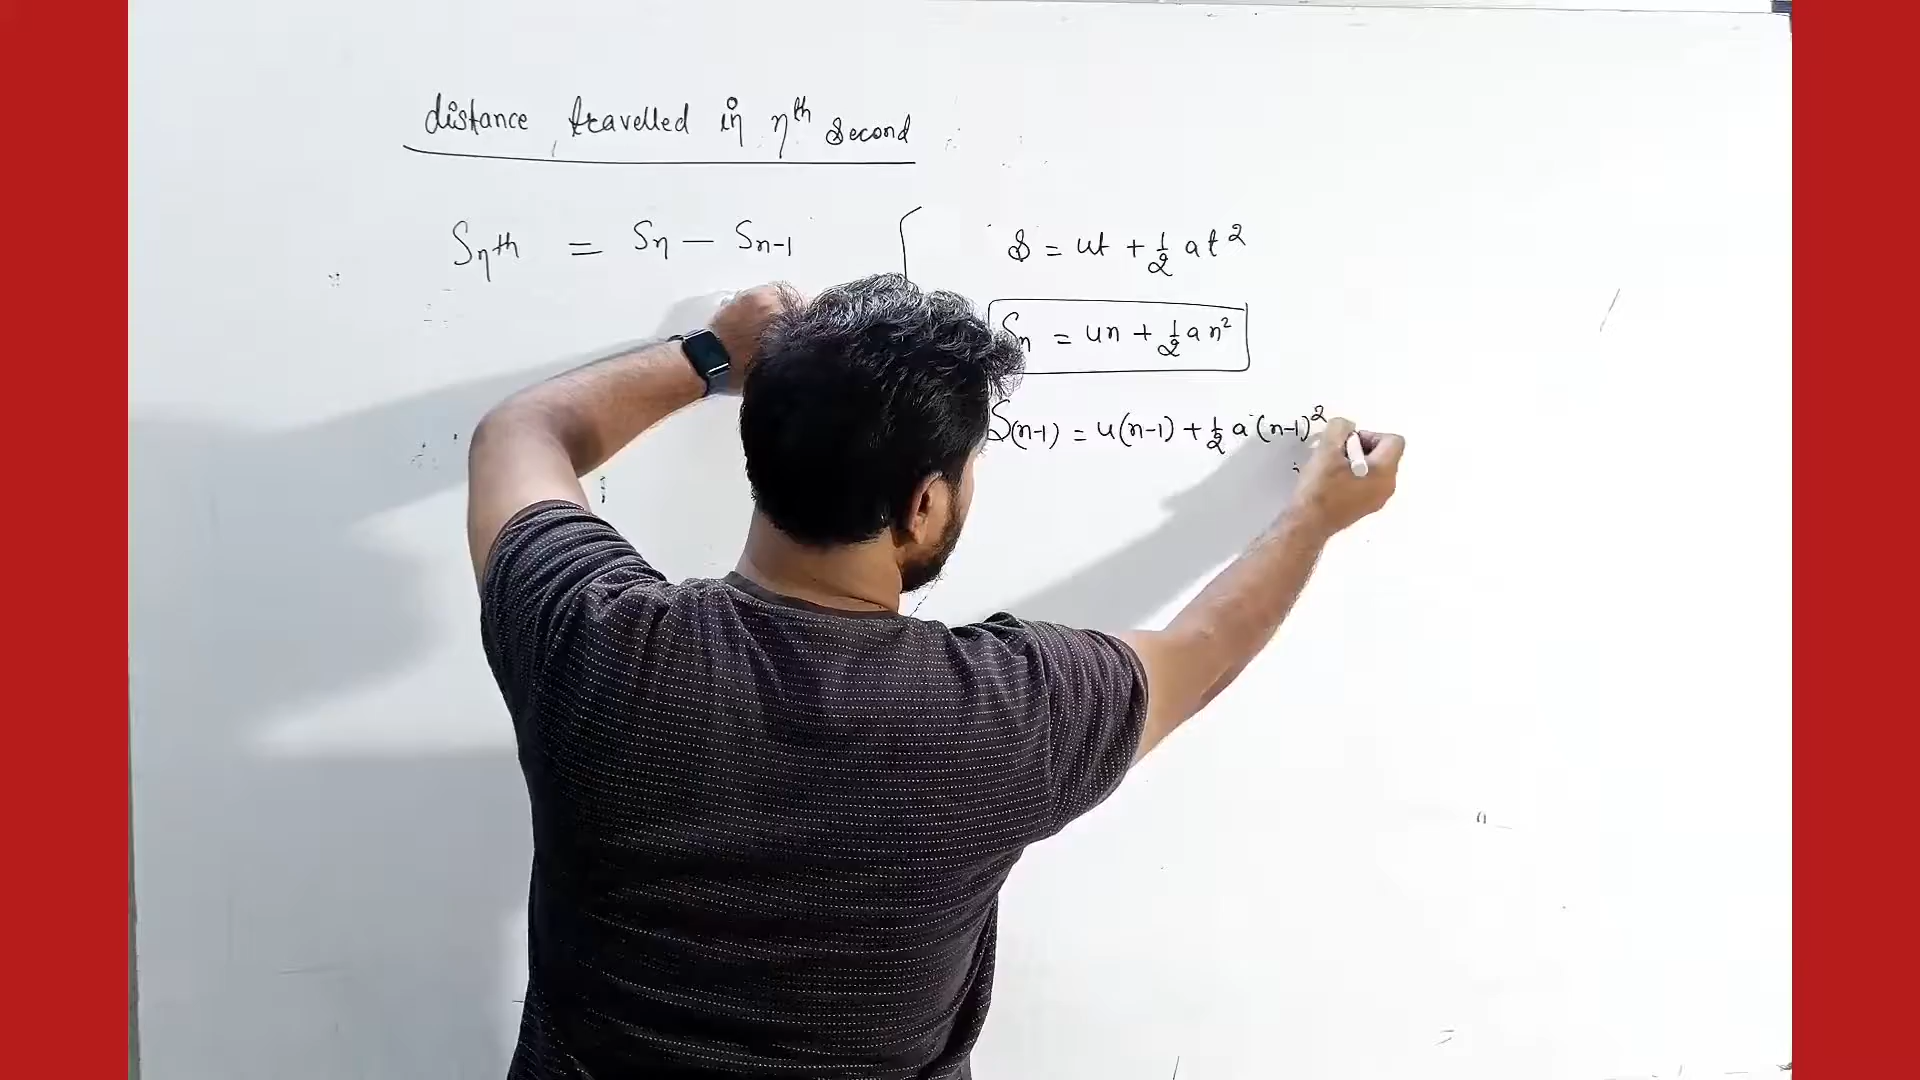 distance travelled in nth second
Snth = Sn – Sn-1
S = ut + 1/2 at²
Sn = un + 1/2 an²
S(n-1) = u(n-1) + 1/2 a(n-1)²